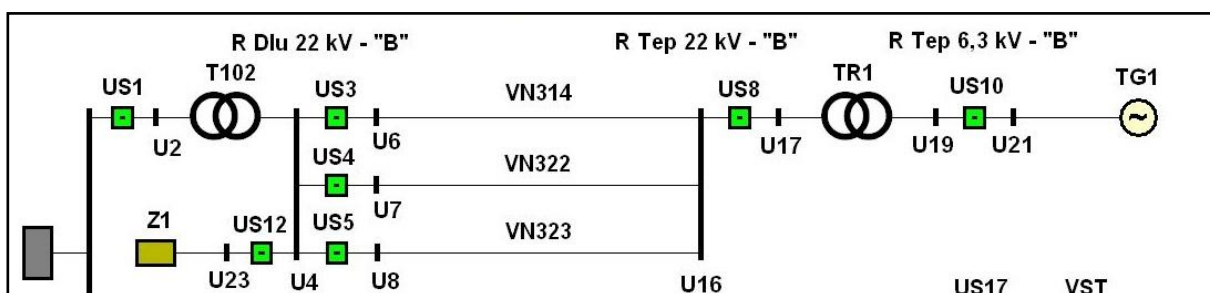 R Dlu 22 kV - "B"
R Tep 22 kV - "B"
R Tep 6,3 kV - "B"
US1
T102
US3
VN314
US8
TR1
US10
TG1
U2
U6
U17
U19
U21
US4
VN322
U7
Z1
US12
US5
VN323
U23
U4
U8
U16
US17
VST